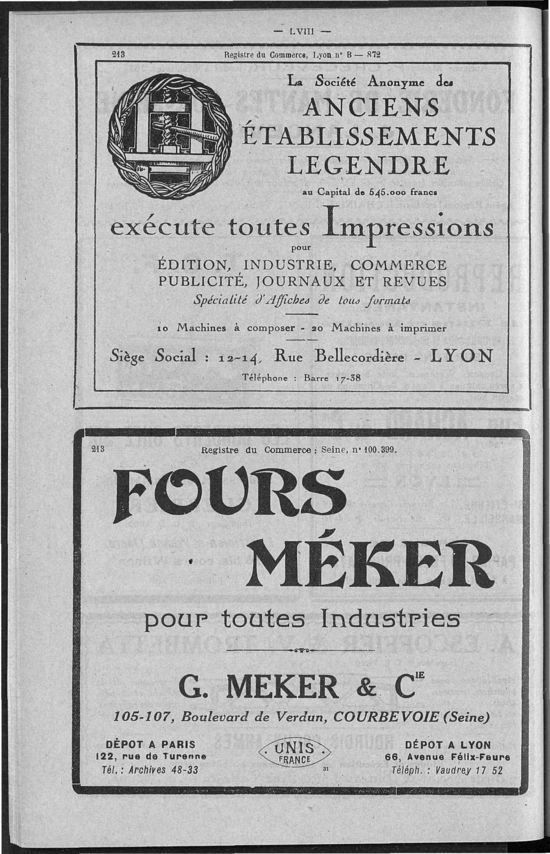 — LVIII —
213
Registre du Commerce, Lyon n° B — 872
La Société Anonyme des
ANCIENS
ÉTABLISSEMENTS
LEGENDRE
au Capital de 645.000 francs
exécute toutes Impressions
pour
ÉDITION, INDUSTRIE, COMMERCE
PUBLICITÉ, JOURNAUX ET REVUES
Spécialité d'Affiches de tous formats
10 Machines à composer - 20 Machines à imprimer
Siège Social : 12-14, Rue Bellecordière - LYON
Téléphone : Barre 17-38
213
Registre du Commerce : Seine, n° 100.399.
FOURS
MÉKER
pour toutes Industries
G. MEKER & CIE
105-107, Boulevard de Verdun, COURBEVOIE (Seine)
DÉPOT A PARIS
122, rue de Turenne
Tél. : Archives 48-33
UNIS
FRANCE
31
DÉPOT A LYON
66, Avenue Félix-Faure
Téléph. : Vaudrey 17 52